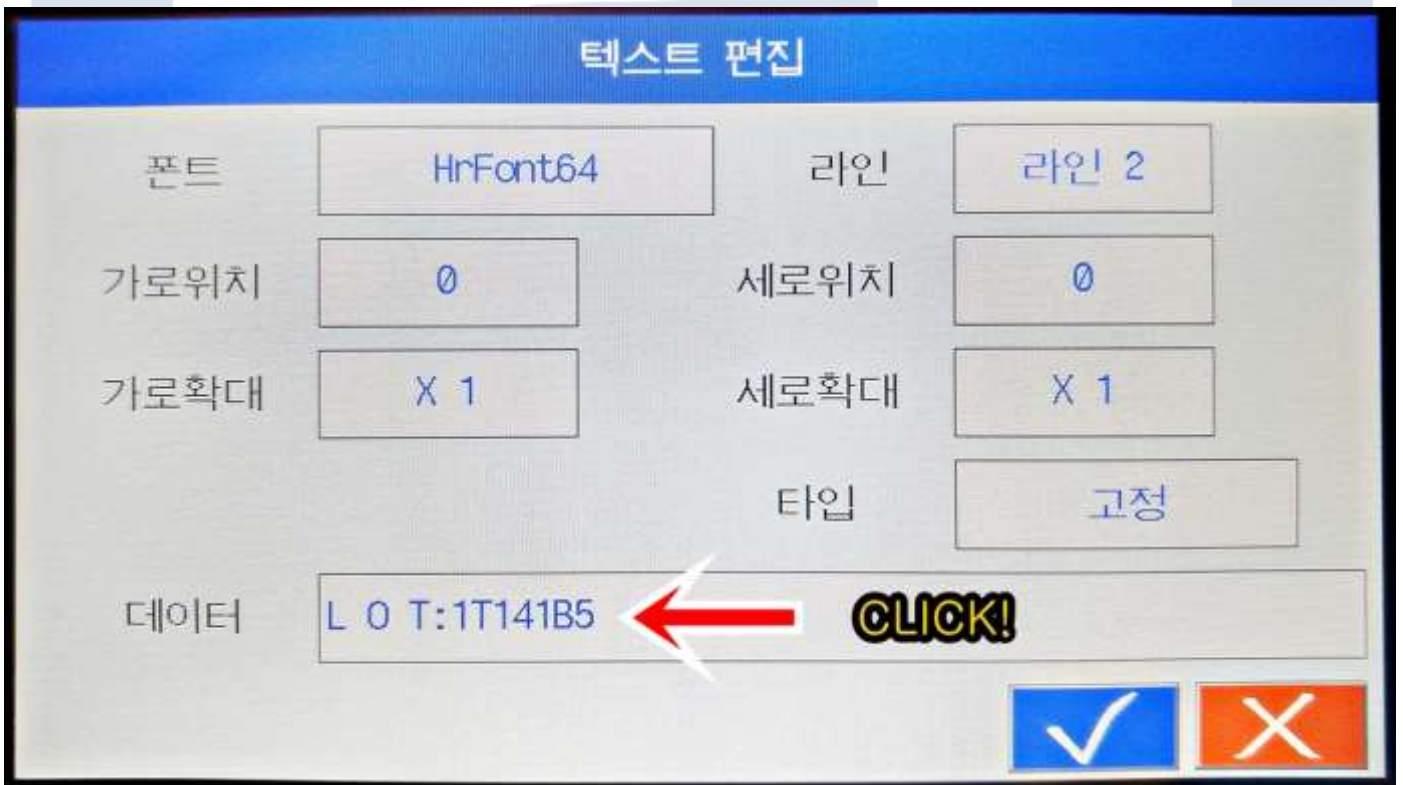 텍스트 편집
폰트 HrFont64 라인 라인 2
가로위치 0 세로위치 0
가로확대 X 1 세로확대 X 1
타입 고정
데이터 L O T:1T141B5 CLICK!